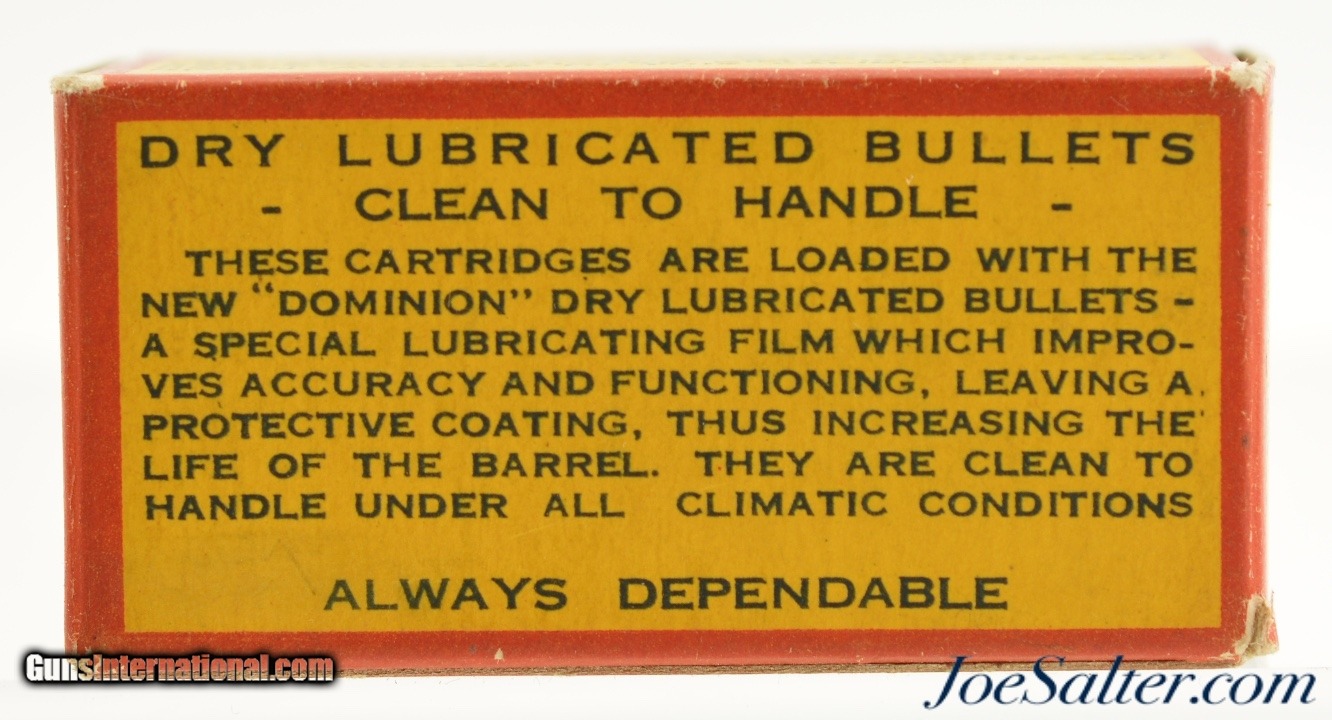 DRY LUBRICATED BULLETS
- CLEAN TO HANDLE -
THESE CARTRIDGES ARE LOADED WITH THE
NEW "DOMINION" DRY LUBRICATED BULLETS -
A SPECIAL LUBRICATING FILM WHICH IMPRO-
VES ACCURACY AND FUNCTIONING, LEAVING A
PROTECTIVE COATING, THUS INCREASING THE
LIFE OF THE BARREL. THEY ARE CLEAN TO
HANDLE UNDER ALL CLIMATIC CONDITIONS
ALWAYS DEPENDABLE
GunsInternational.com
JoeSalter.com